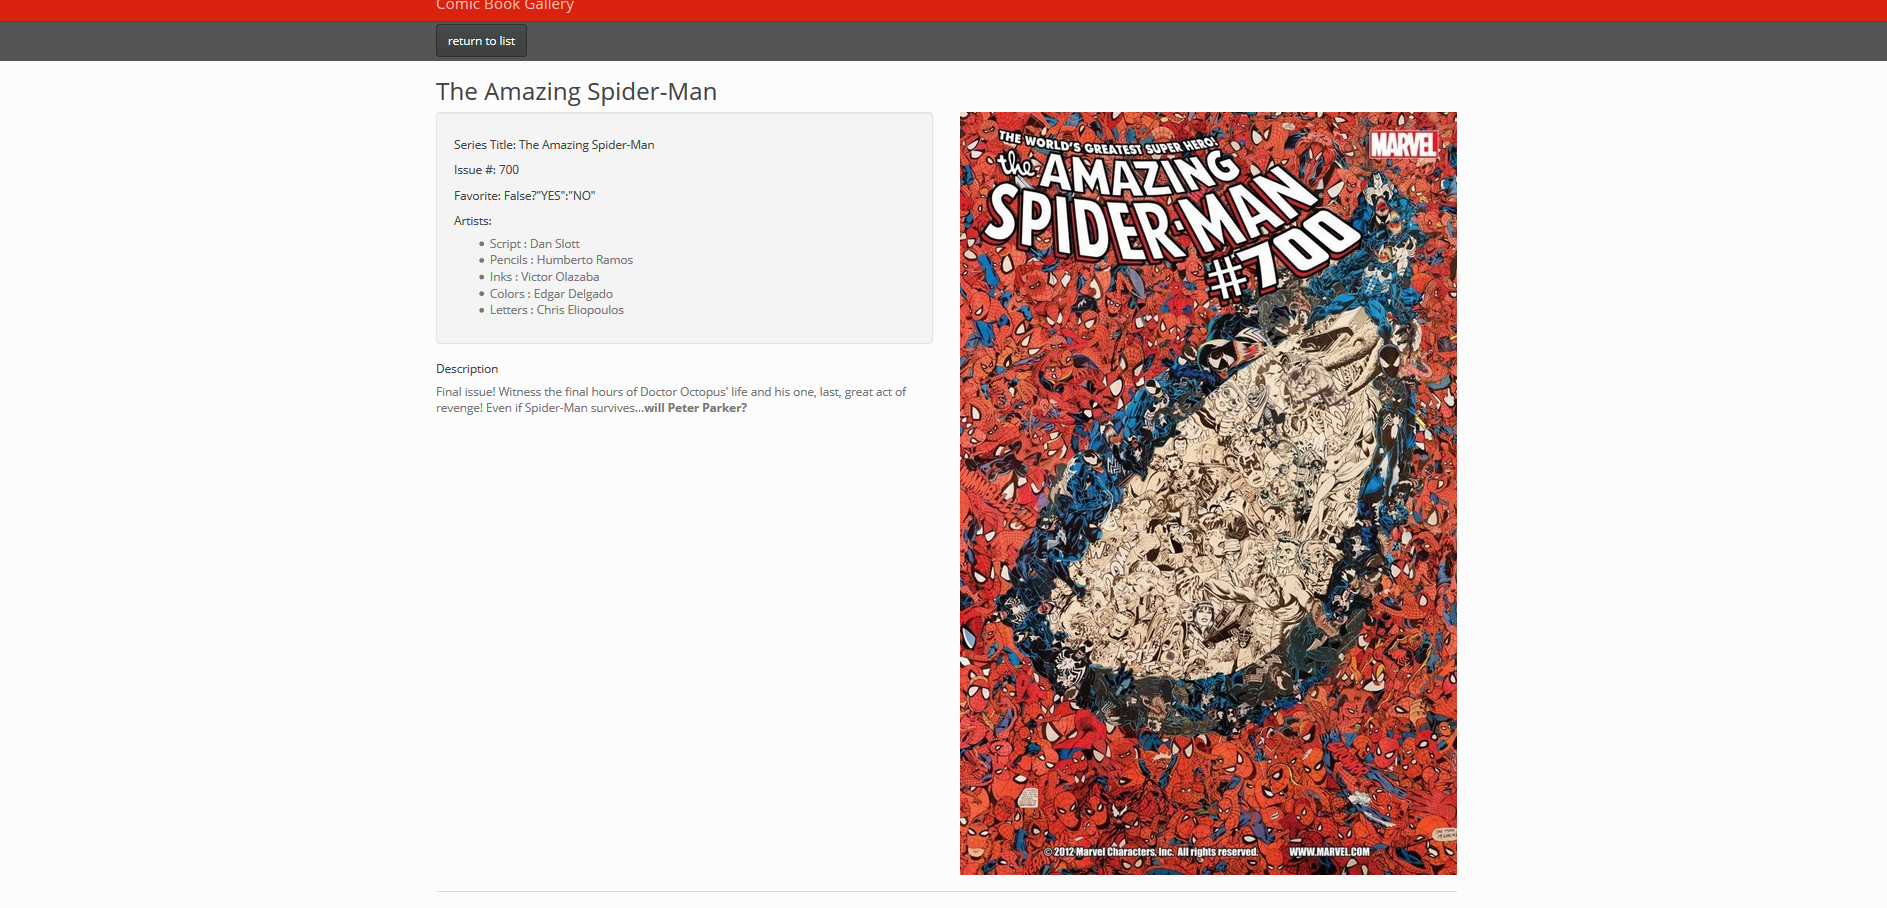 Comic Book Gallery
return to list
The Amazing Spider-Man
Series Title: The Amazing Spider-Man
Issue #: 700
Favorite: False?"YES":"NO"
Artists:
Script : Dan Slott
Pencils : Humberto Ramos
Inks : Victor Olazaba
Colors : Edgar Delgado
Letters : Chris Eliopoulos
Description
Final issue! Witness the final hours of Doctor Octopus' life and his one, last, great act of
revenge! Even if Spider-Man survives...will Peter Parker?
THE WORLD'S GREATEST SUPER HERO!
MARVEL
the AMAZING
SPIDER-MAN
#700
© 2012 Marvel Characters, Inc. All rights reserved. WWW.MARVEL.COM